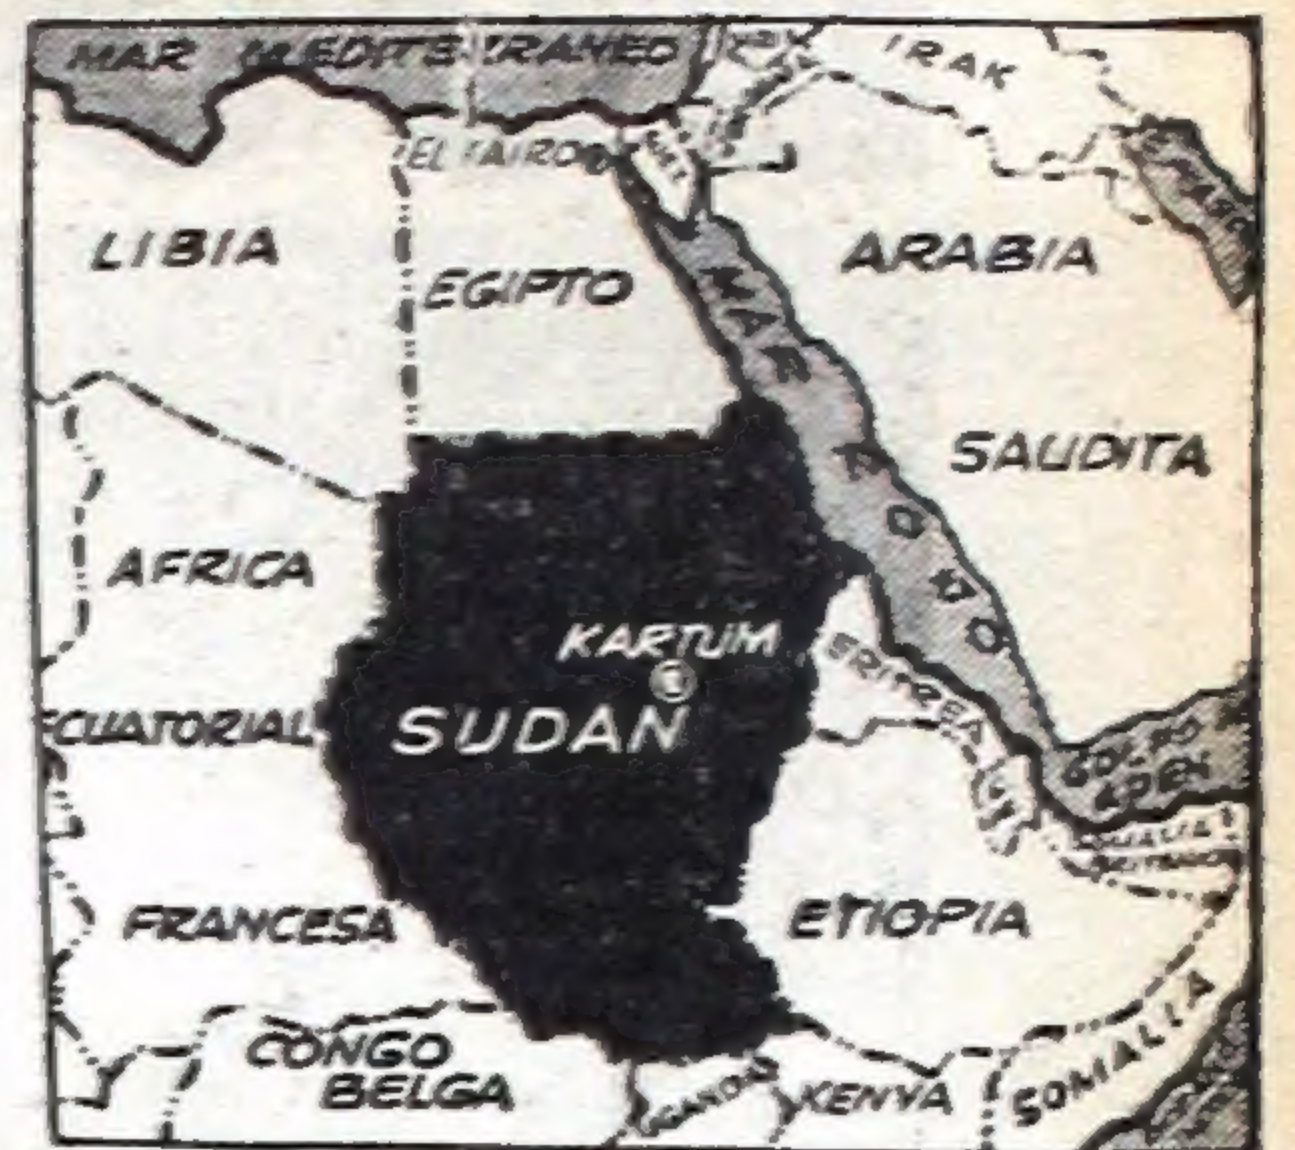 MAR MEDITERRANEO
IRAK
EL CAIRO
LIBIA
EGIPTO
ARABIA
SAUDITA
MAR ROJO
AFRICA
ECUATORIAL
FRANCESA
KARTUM
SUDAN
ERITREA
GOLFO
ADEN
ETIOPIA
SOMALIA
CONGO
BELGA
UGANDA
KENYA